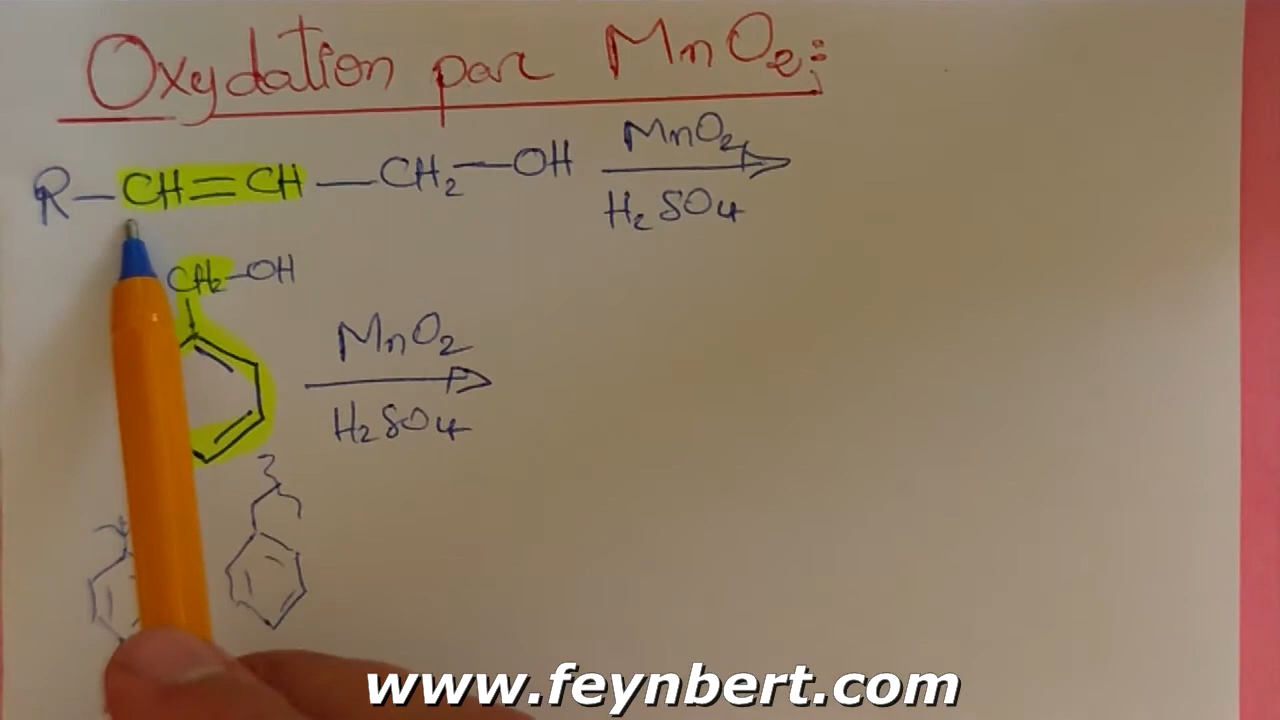 Oxydation par MnO2:
R—CH=CH—CH2—OH MnO2, H2SO4
CH2—OH
MnO2
H2SO4
www.feynbert.com